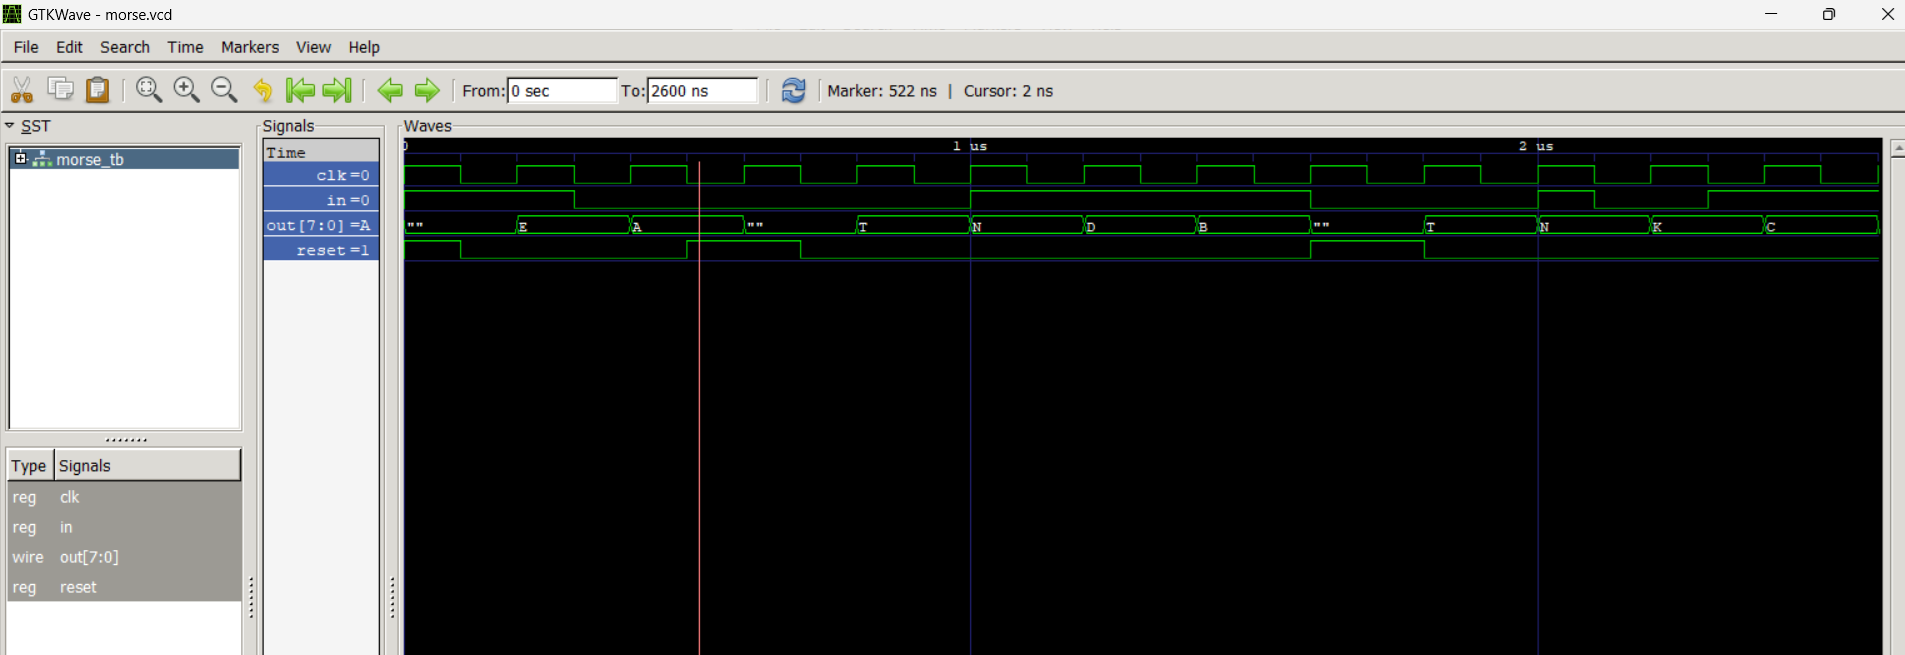 GTKWave - morse.vcd
File Edit Search Time Markers View Help
From: 0 sec To: 2600 ns Marker: 522 ns | Cursor: 2 ns
SST
morse_tb
Type Signals
reg clk
reg in
wire out[7:0]
reg reset
Signals
Time
clk=0
in=0
out[7:0]=A
reset=1
Waves
0 1 us 2 us
"" E A "" T N D B "" T N K C